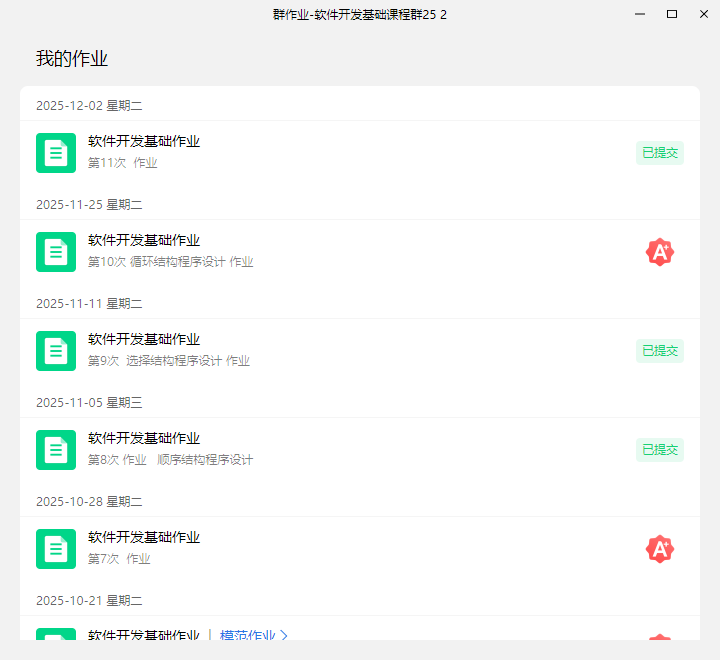 群作业-软件开发基础课程群25 2
我的作业
2025-12-02 星期二
软件开发基础作业
第11次 作业
已提交
2025-11-25 星期二
软件开发基础作业
第10次 循环结构程序设计 作业
A+
2025-11-11 星期二
软件开发基础作业
第9次 选择结构程序设计 作业
已提交
2025-11-05 星期三
软件开发基础作业
第8次 作业 顺序结构程序设计
已提交
2025-10-28 星期二
软件开发基础作业
第7次 作业
A+
2025-10-21 星期二
软件开发基础作业 | 模范作业 >